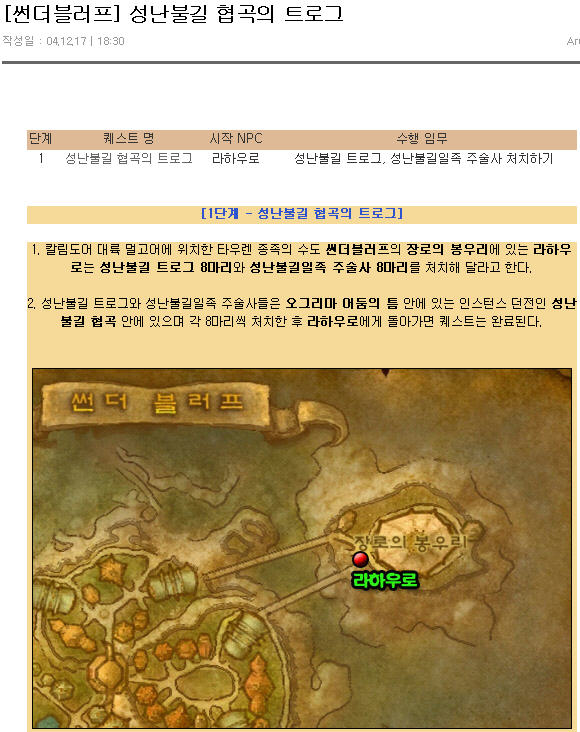 [썬더블러프] 성난불길 협곡의 트로그
작성일 : 04.12.17 | 18:30
단계 퀘스트 명 시작 NPC 수행 임무
1 성난불길 협곡의 트로그 라하우로 성난불길 트로그, 성난불길일족 주술사 처치하기
[1단계 - 성난불길 협곡의 트로그]
1. 칼림도어 대륙 멀고어에 위치한 타우렌 종족의 수도 썬더블러프의 장로의 봉우리에 있는 라하우
로는 성난불길 트로그 8마리와 성난불길일족 주술사 8마리를 처치해 달라고 한다.
2. 성난불길 트로그와 성난불길일족 주술사들은 오그리마 어둠의 틈 안에 있는 인스턴스 던전인 성난
불길 협곡 안에 있으며 각 8마리씩 처치한 후 라하우로에게 돌아가면 퀘스트는 완료된다.
썬더 블러프
장로의 봉우리
라하우로